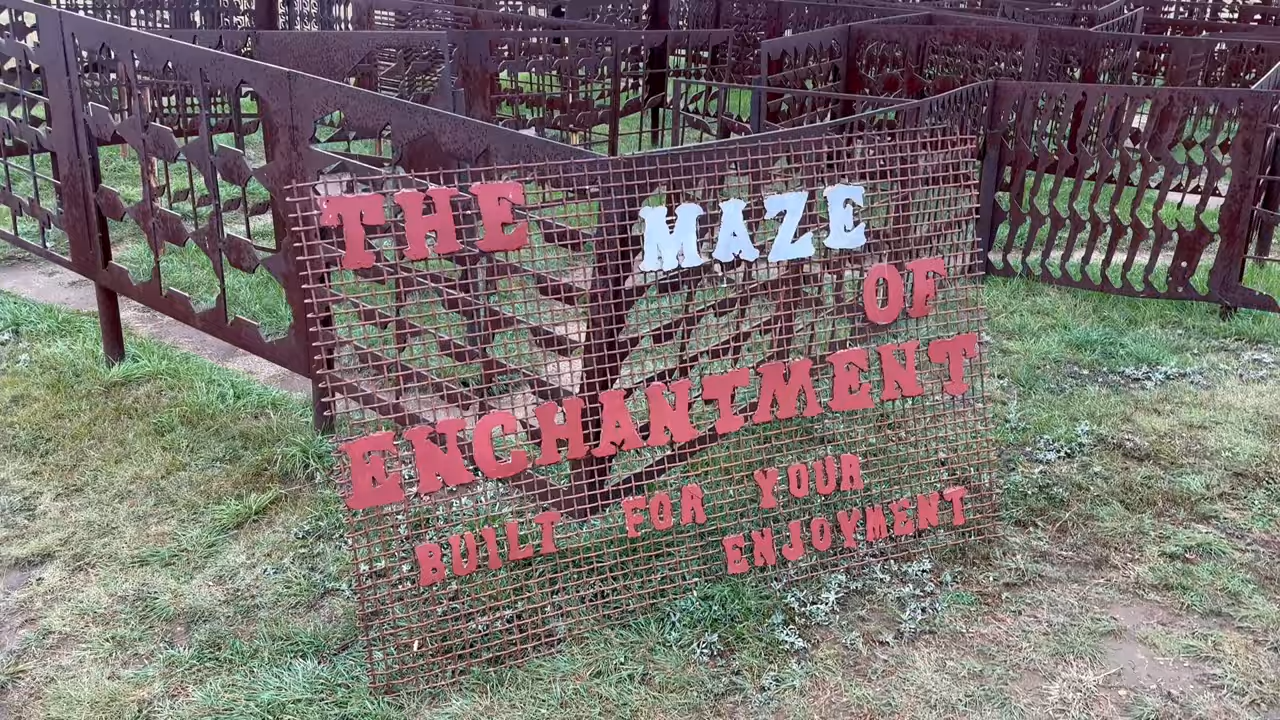 THE MAZE
OF
ENCHANTMENT
BUILT FOR YOUR
ENJOYMENT